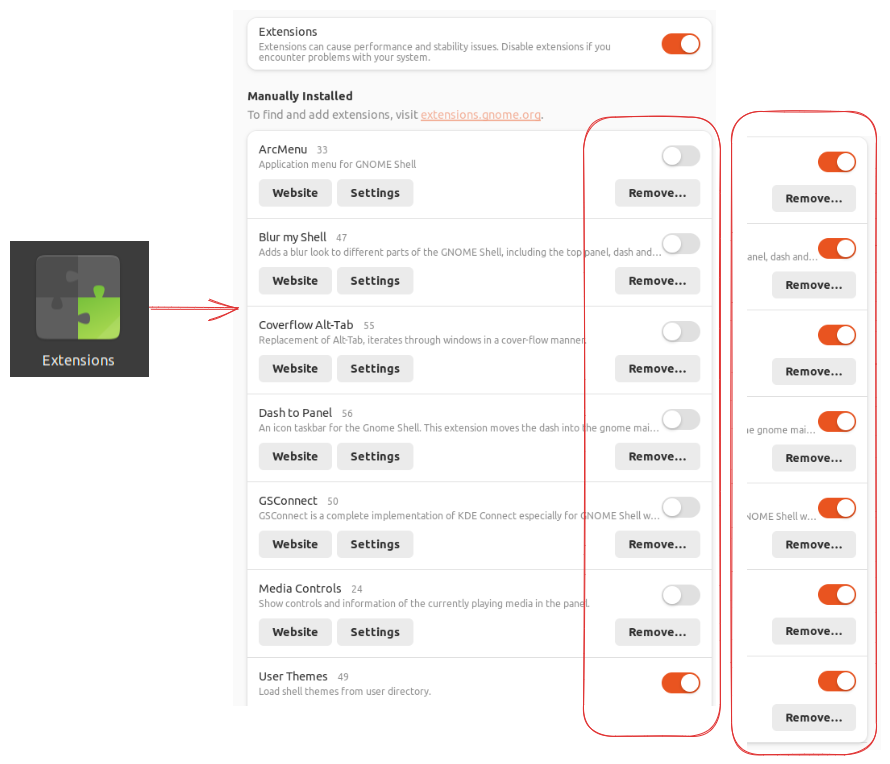 Extensions
Extensions can cause performance and stability issues. Disable extensions if you
encounter problems with your system.
Manually Installed
To find and add extensions, visit extensions.gnome.org.
ArcMenu 33
Application menu for GNOME Shell
Website Settings Remove...
Blur my Shell 47
Adds a blur look to different parts of the GNOME Shell, including the top panel, dash and...
Website Settings Remove...
Coverflow Alt-Tab 55
Replacement of Alt-Tab, iterates through windows in a cover-flow manner.
Website Settings Remove...
Dash to Panel 56
An icon taskbar for the Gnome Shell. This extension moves the dash into the gnome mai...
Website Settings Remove...
GSConnect 50
GSConnect is a complete implementation of KDE Connect especially for GNOME Shell w...
Website Settings Remove...
Media Controls 24
Show controls and information of the currently playing media in the panel.
Website Settings Remove...
User Themes 49
Load shell themes from user directory.
Extensions
Remove...
anel, dash and...
Remove...
Remove...
e gnome mai...
Remove...
NOME Shell w...
Remove...
Remove...
Remove...